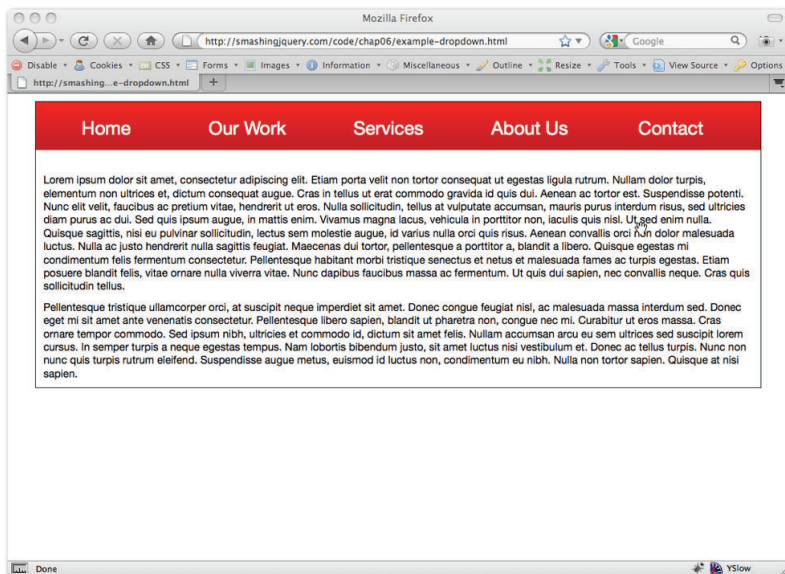 Mozilla Firefox
http://smashingjquery.com/code/chap06/example-dropdown.html
Google
Disable
Cookies
CSS
Forms
Images
Information
Miscellaneous
Outline
Resize
Tools
View Source
Options
http://smashing...e-dropdown.html
Home Our Work Services About Us Contact
Lorem ipsum dolor sit amet, consectetur adipiscing elit. Etiam porta velit non tortor consequat ut egestas ligula rutrum. Nullam dolor turpis,
elementum non ultrices et, dictum consequat augue. Cras in tellus ut erat commodo gravida id quis dui. Aenean ac tortor est. Suspendisse potenti.
Nunc elit velit, faucibus ac pretium vitae, hendrerit ut eros. Nulla sollicitudin, tellus at vulputate accumsan, mauris purus interdum risus, sed ultricies
diam purus ac dui. Sed quis ipsum augue, in mattis enim. Vivamus magna lacus, vehicula in porttitor non, iaculis quis nisl. Ut sed enim nulla.
Quisque sagittis, nisi eu pulvinar sollicitudin, lectus sem molestie augue, id varius nulla orci quis risus. Aenean convallis orci non dolor malesuada
luctus. Nulla ac justo hendrerit nulla sagittis feugiat. Maecenas dui tortor, pellentesque a porttitor a, blandit a libero. Quisque egestas mi
condimentum felis fermentum consectetur. Pellentesque habitant morbi tristique senectus et netus et malesuada fames ac turpis egestas. Etiam
posuere blandit felis, vitae ornare nulla viverra vitae. Nunc dapibus faucibus massa ac fermentum. Ut quis dui sapien, nec convallis neque. Cras quis
sollicitudin tellus.
Pellentesque tristique ullamcorper orci, at suscipit neque imperdiet sit amet. Donec congue feugiat nisl, ac malesuada massa interdum sed. Donec
eget mi sit amet ante venenatis consectetur. Pellentesque libero sapien, blandit ut pharetra non, congue nec mi. Curabitur ut eros massa. Cras
ornare tempor commodo. Sed ipsum nibh, ultricies et commodo id, dictum sit amet felis. Nullam accumsan arcu eu sem ultrices sed suscipit lorem
cursus. In semper turpis a neque egestas tempus. Nam lobortis bibendum justo, sit amet luctus nisi vestibulum et. Donec ac tellus turpis. Nunc non
nunc quis turpis rutrum eleifend. Suspendisse augue metus, euismod id luctus non, condimentum eu nibh. Nulla non tortor sapien. Quisque at nisi
sapien.
Done
YSlow